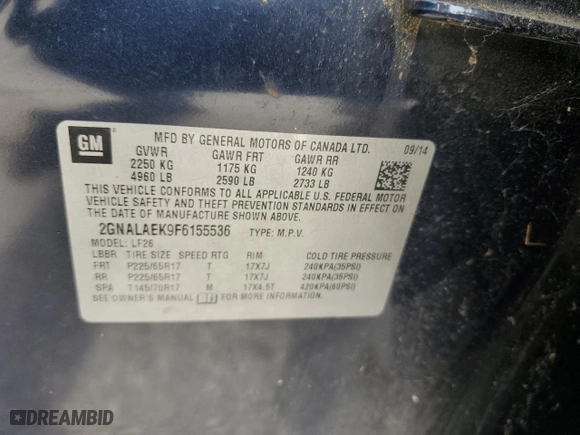 GM
MFD BY GENERAL MOTORS OF CANADA LTD. 09/14
GVWR GAWR FRT GAWR RR
2250 KG 1175 KG 1240 KG
4960 LB 2590 LB 2733 LB
THIS VEHICLE CONFORMS TO ALL APPLICABLE U.S. FEDERAL MOTOR
VEHICLE SAFETY AND THEFT PREVENTION STANDARDS IN EFFECT ON
THE DATE OF MANUFACTURE SHOWN ABOVE.
2GNALAEK9F6155536 TYPE: M.P.V.
MODEL: LF26
LBBR TIRE SIZE SPEED RTG RIM COLD TIRE PRESSURE
FRT P225/65R17 T 17X7J 240KPA(35PSI)
RR P225/65R17 T 17X7J 240KPA(35PSI)
SPA T145/70R17 M 17X4.5T 420KPA(60PSI)
SEE OWNER'S MANUAL FOR MORE INFORMATION.
DREAMBID